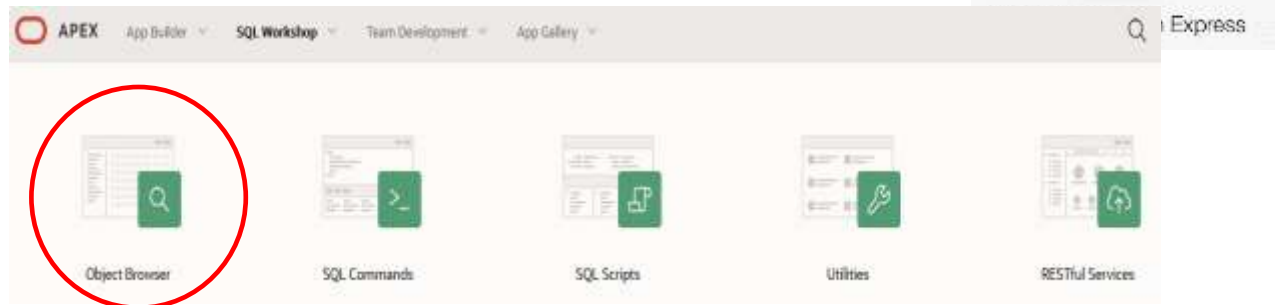 APEX App Builder SQL Workshop Team Development App Gallery
Express
Object Browser SQL Commands SQL Scripts Utilities RESTful Services